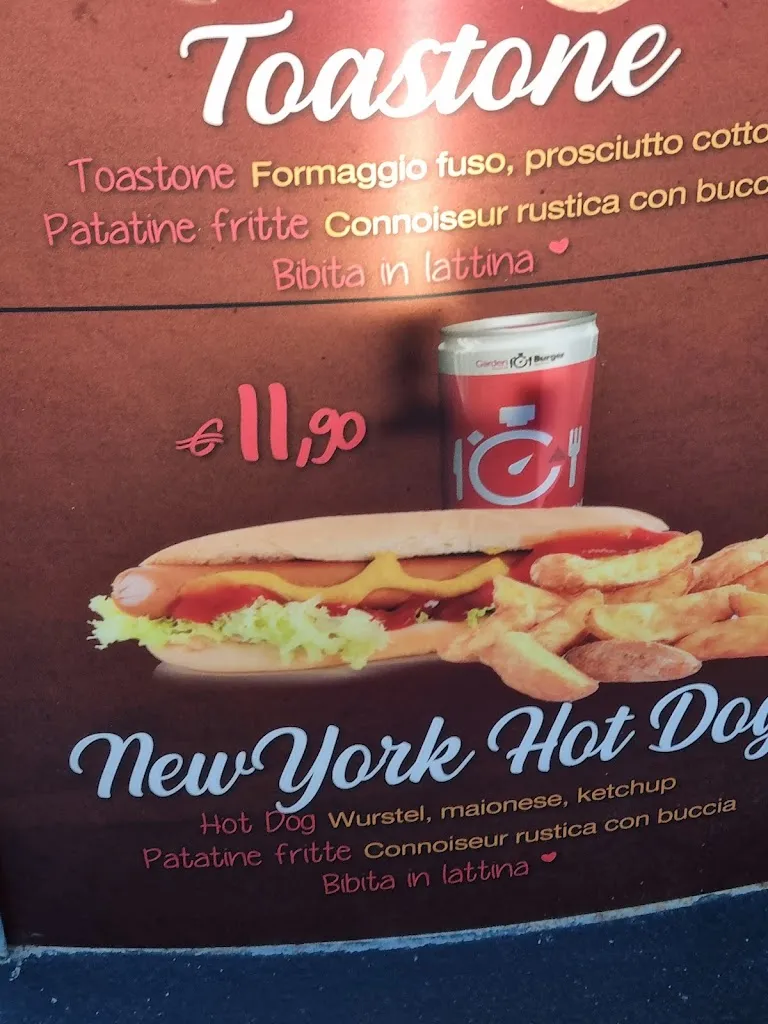 Toastone
Toastone Formaggio fuso, prosciutto cotto
Patatine fritte Connoiseur rustica con bucc
Bibita in lattina
Garden Burger
€ 11,90
New York Hot Dog
Hot Dog Wurstel, maionese, ketchup
Patatine fritte Connoiseur rustica con buccia
Bibita in lattina